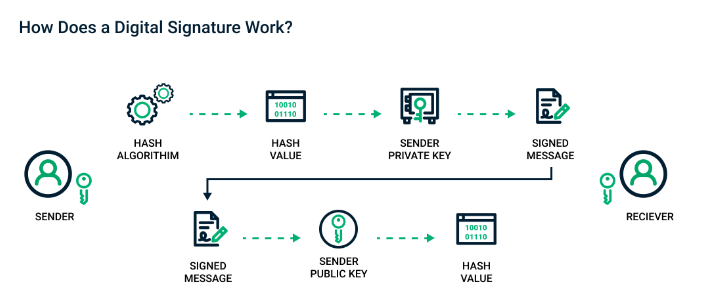 How Does a Digital Signature Work?
10010
01110
HASH
ALGORITHIM
HASH
VALUE
SENDER
PRIVATE KEY
SIGNED
MESSAGE
SENDER
RECIEVER
SIGNED
MESSAGE
SENDER
PUBLIC KEY
10010
01110
HASH
VALUE